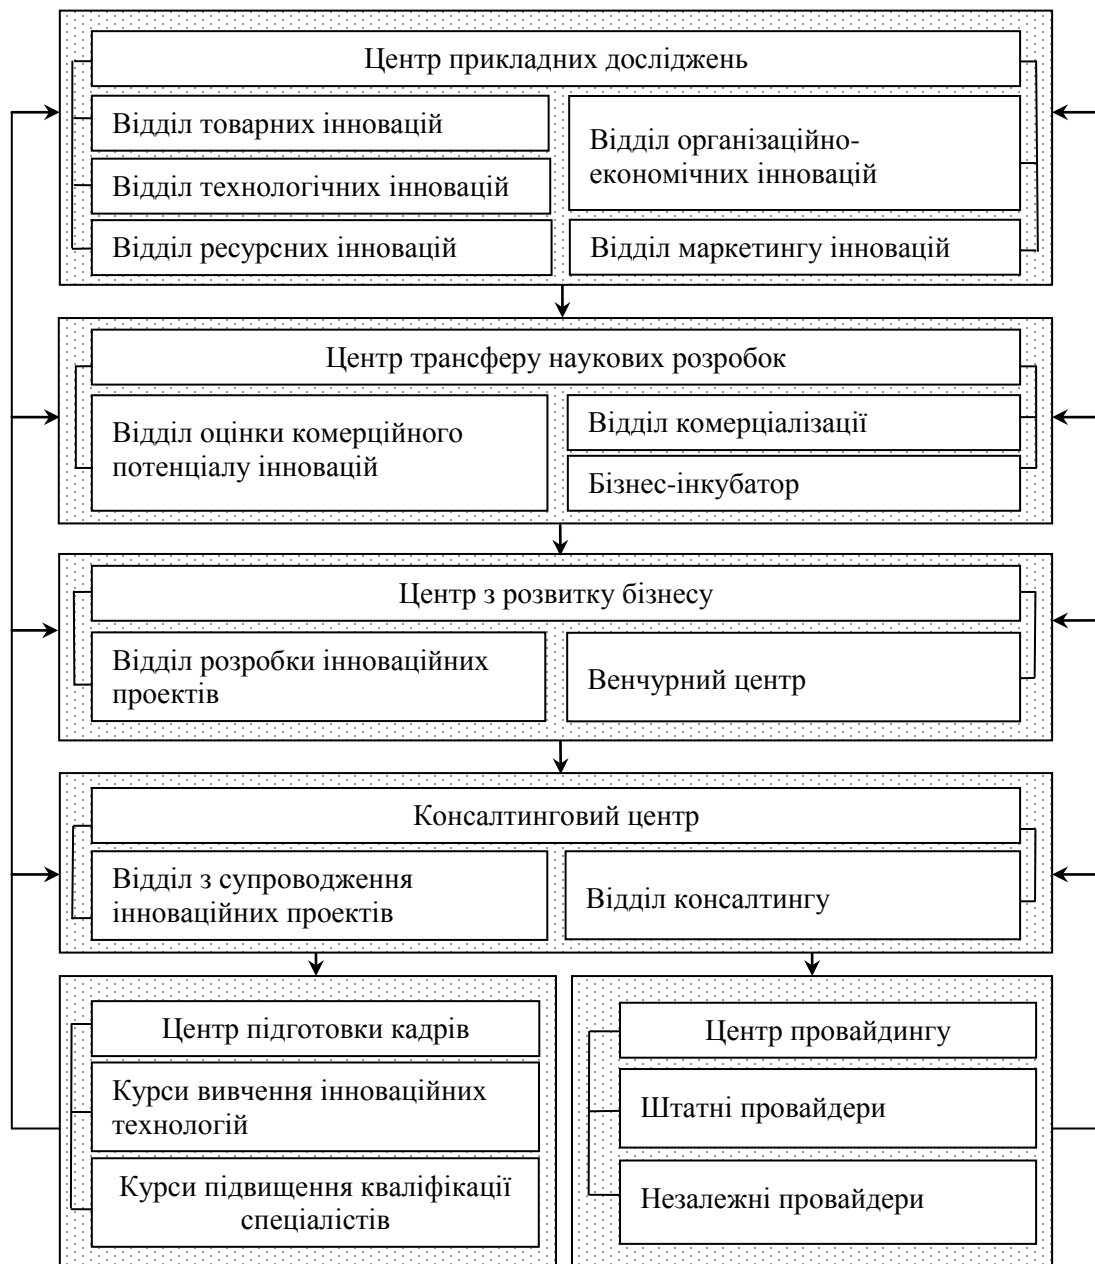 Центр прикладних досліджень
Відділ товарних інновацій
Відділ технологічних інновацій
Відділ ресурсних інновацій
Відділ організаційно-
економічних інновацій
Відділ маркетингу інновацій
Центр трансферу наукових розробок
Відділ оцінки комерційного
потенціалу інновацій
Відділ комерціалізації
Бізнес-інкубатор
Центр з розвитку бізнесу
Відділ розробки інноваційних
проектів
Венчурний центр
Консалтинговий центр
Відділ з супроводження
інноваційних проектів
Відділ консалтингу
Центр підготовки кадрів
Курси вивчення інноваційних
технологій
Курси підвищення кваліфікації
спеціалістів
Центр провайдингу
Штатні провайдери
Незалежні провайдери